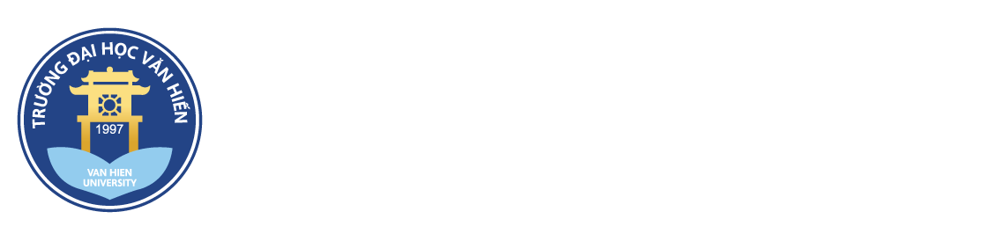 TRƯỜNG ĐẠI HỌC VĂN HIẾN
1997
VAN HIEN
UNIVERSITY